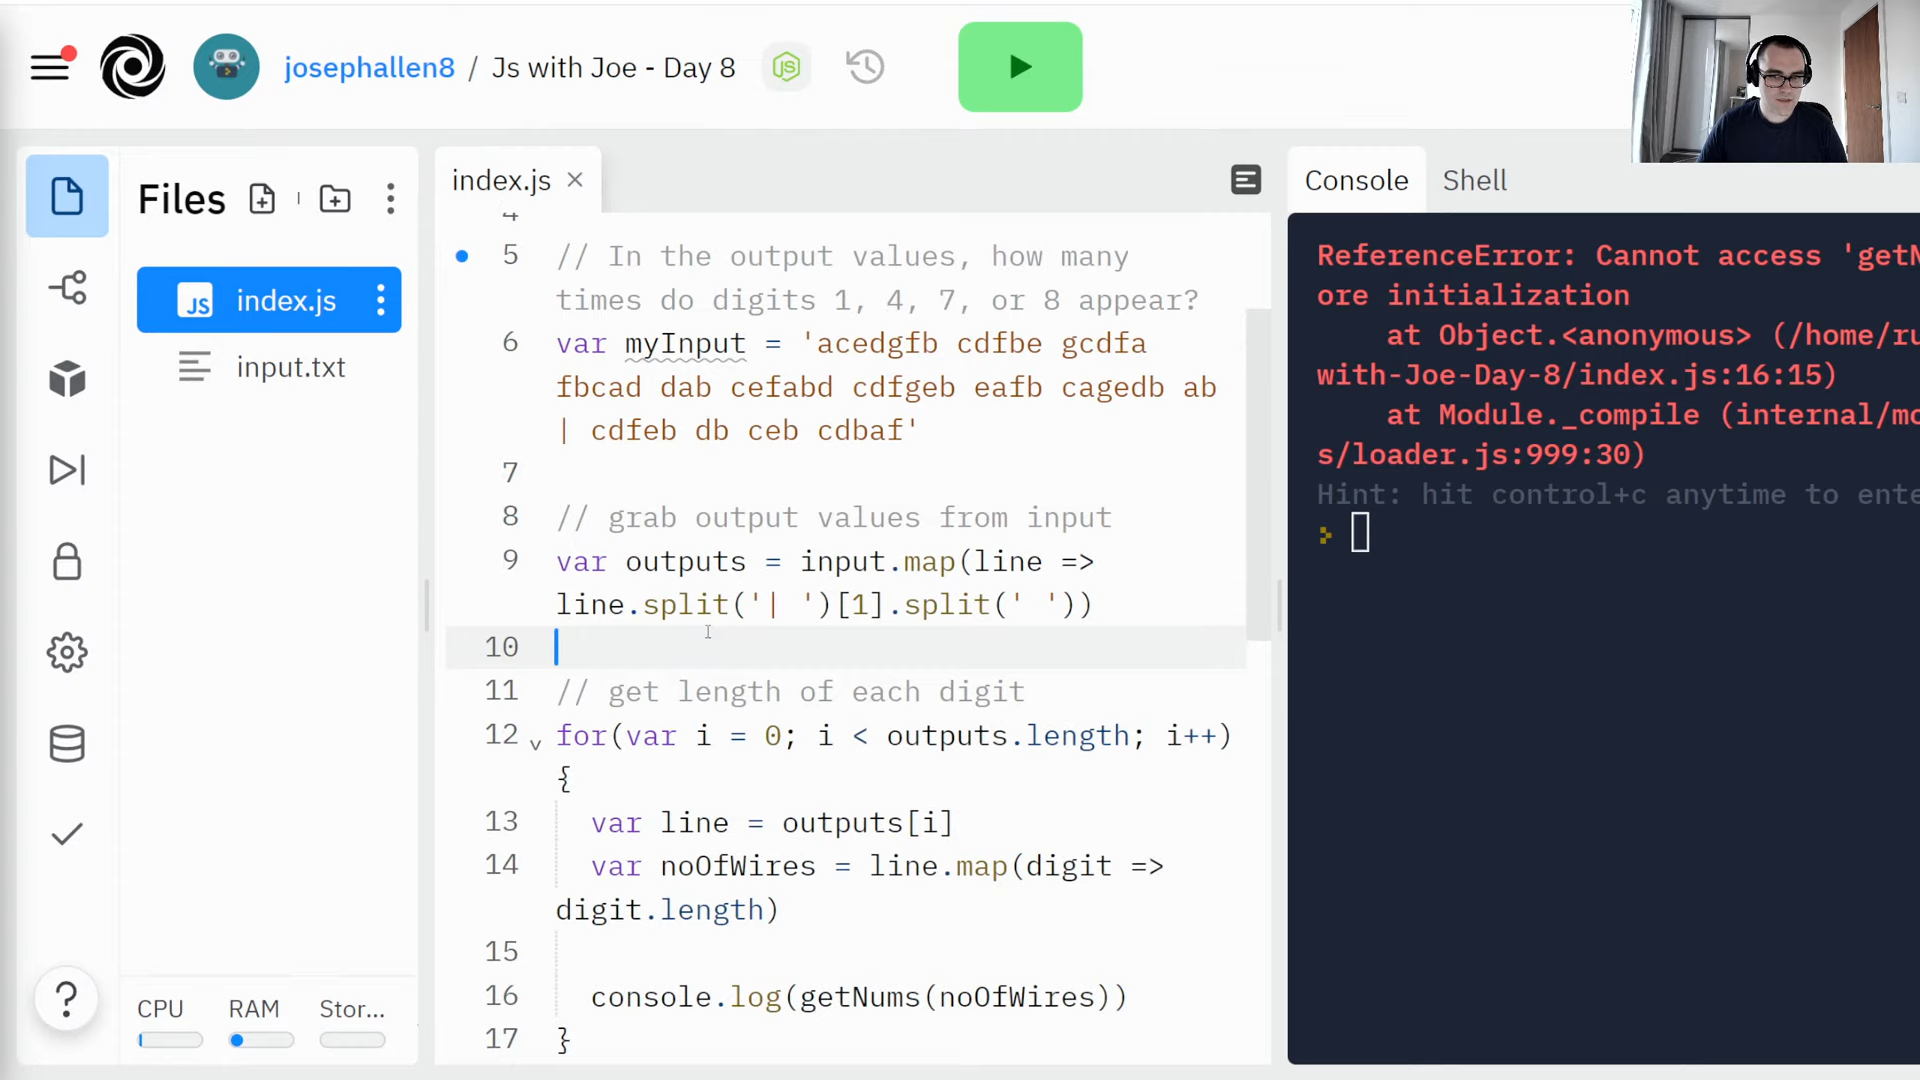 josephallen8 / Js with Joe - Day 8
Files
index.js
input.txt
CPU RAM Stor...
index.js
4
5 // In the output values, how many
times do digits 1, 4, 7, or 8 appear?
6 var myInput = 'acedgfb cdfbe gcdfa
fbcad dab cefabd cdfgeb eafb cagedb ab
| cdfeb db ceb cdbaf'
7
8 // grab output values from input
9 var outputs = input.map(line =>
line.split('| ')[1].split(' '))
10
11 // get length of each digit
12 for(var i = 0; i < outputs.length; i++)
{
13 var line = outputs[i]
14 var noOfWires = line.map(digit =>
digit.length)
15
16 console.log(getNums(noOfWires))
17 }
Console Shell
ReferenceError: Cannot access 'getN
ore initialization
at Object.<anonymous> (/home/ru
with-Joe-Day-8/index.js:16:15)
at Module._compile (internal/mo
s/loader.js:999:30)
Hint: hit control+c anytime to ente